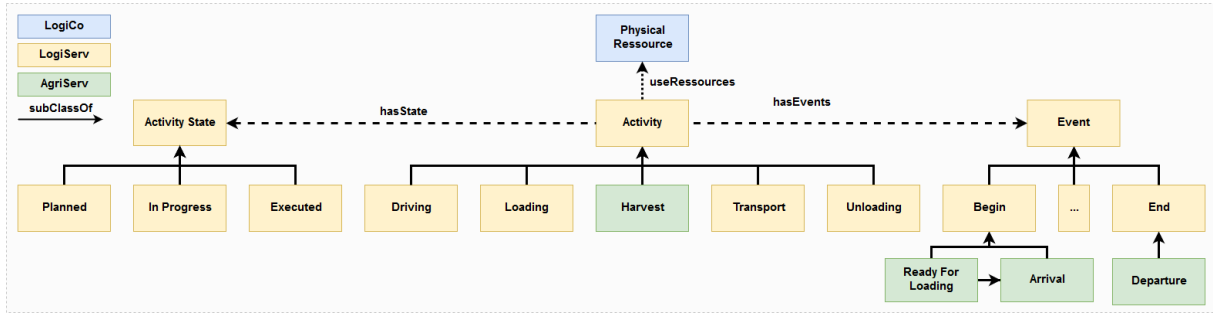 LogiCo
LogiServ
AgriServ
subClassOf
Physical
Ressource
useRessources
hasState
hasEvents
Activity State
Activity
Event
Planned
In Progress
Executed
Driving
Loading
Harvest
Transport
Unloading
Begin
...
End
Ready For
Loading
Arrival
Departure